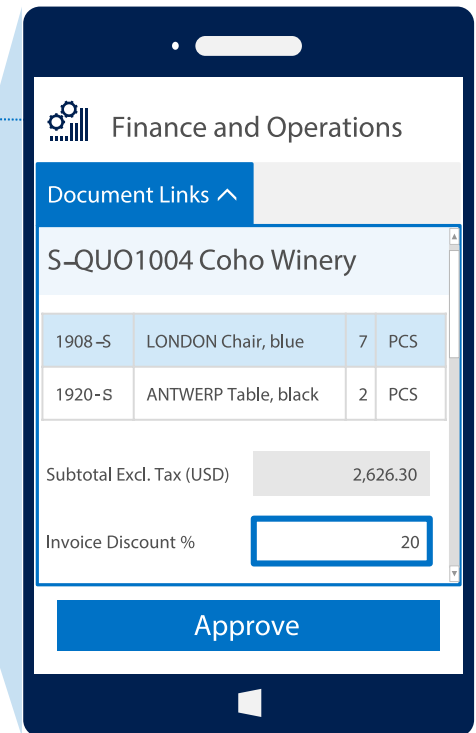 Finance and Operations
Document Links
S-QUO1004 Coho Winery
1908-S LONDON Chair, blue 7 PCS
1920-S ANTWERP Table, black 2 PCS
Subtotal Excl. Tax (USD) 2,626.30
Invoice Discount % 20
Approve